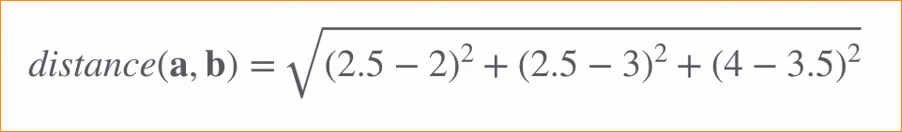 distance(a, b) = √(2.5 − 2)² + (2.5 − 3)² + (4 − 3.5)²